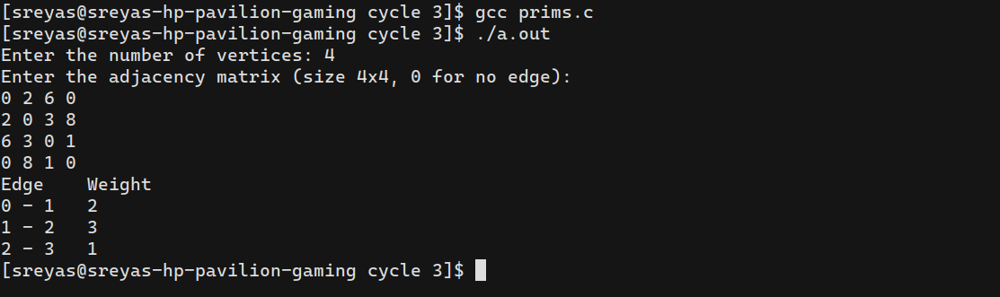 [sreyas@sreyas-hp-pavilion-gaming cycle 3]$ gcc prims.c
[sreyas@sreyas-hp-pavilion-gaming cycle 3]$ ./a.out
Enter the number of vertices: 4
Enter the adjacency matrix (size 4x4, 0 for no edge):
0 2 6 0
2 0 3 8
6 3 0 1
0 8 1 0
Edge    Weight
0 - 1   2
1 - 2   3
2 - 3   1
[sreyas@sreyas-hp-pavilion-gaming cycle 3]$